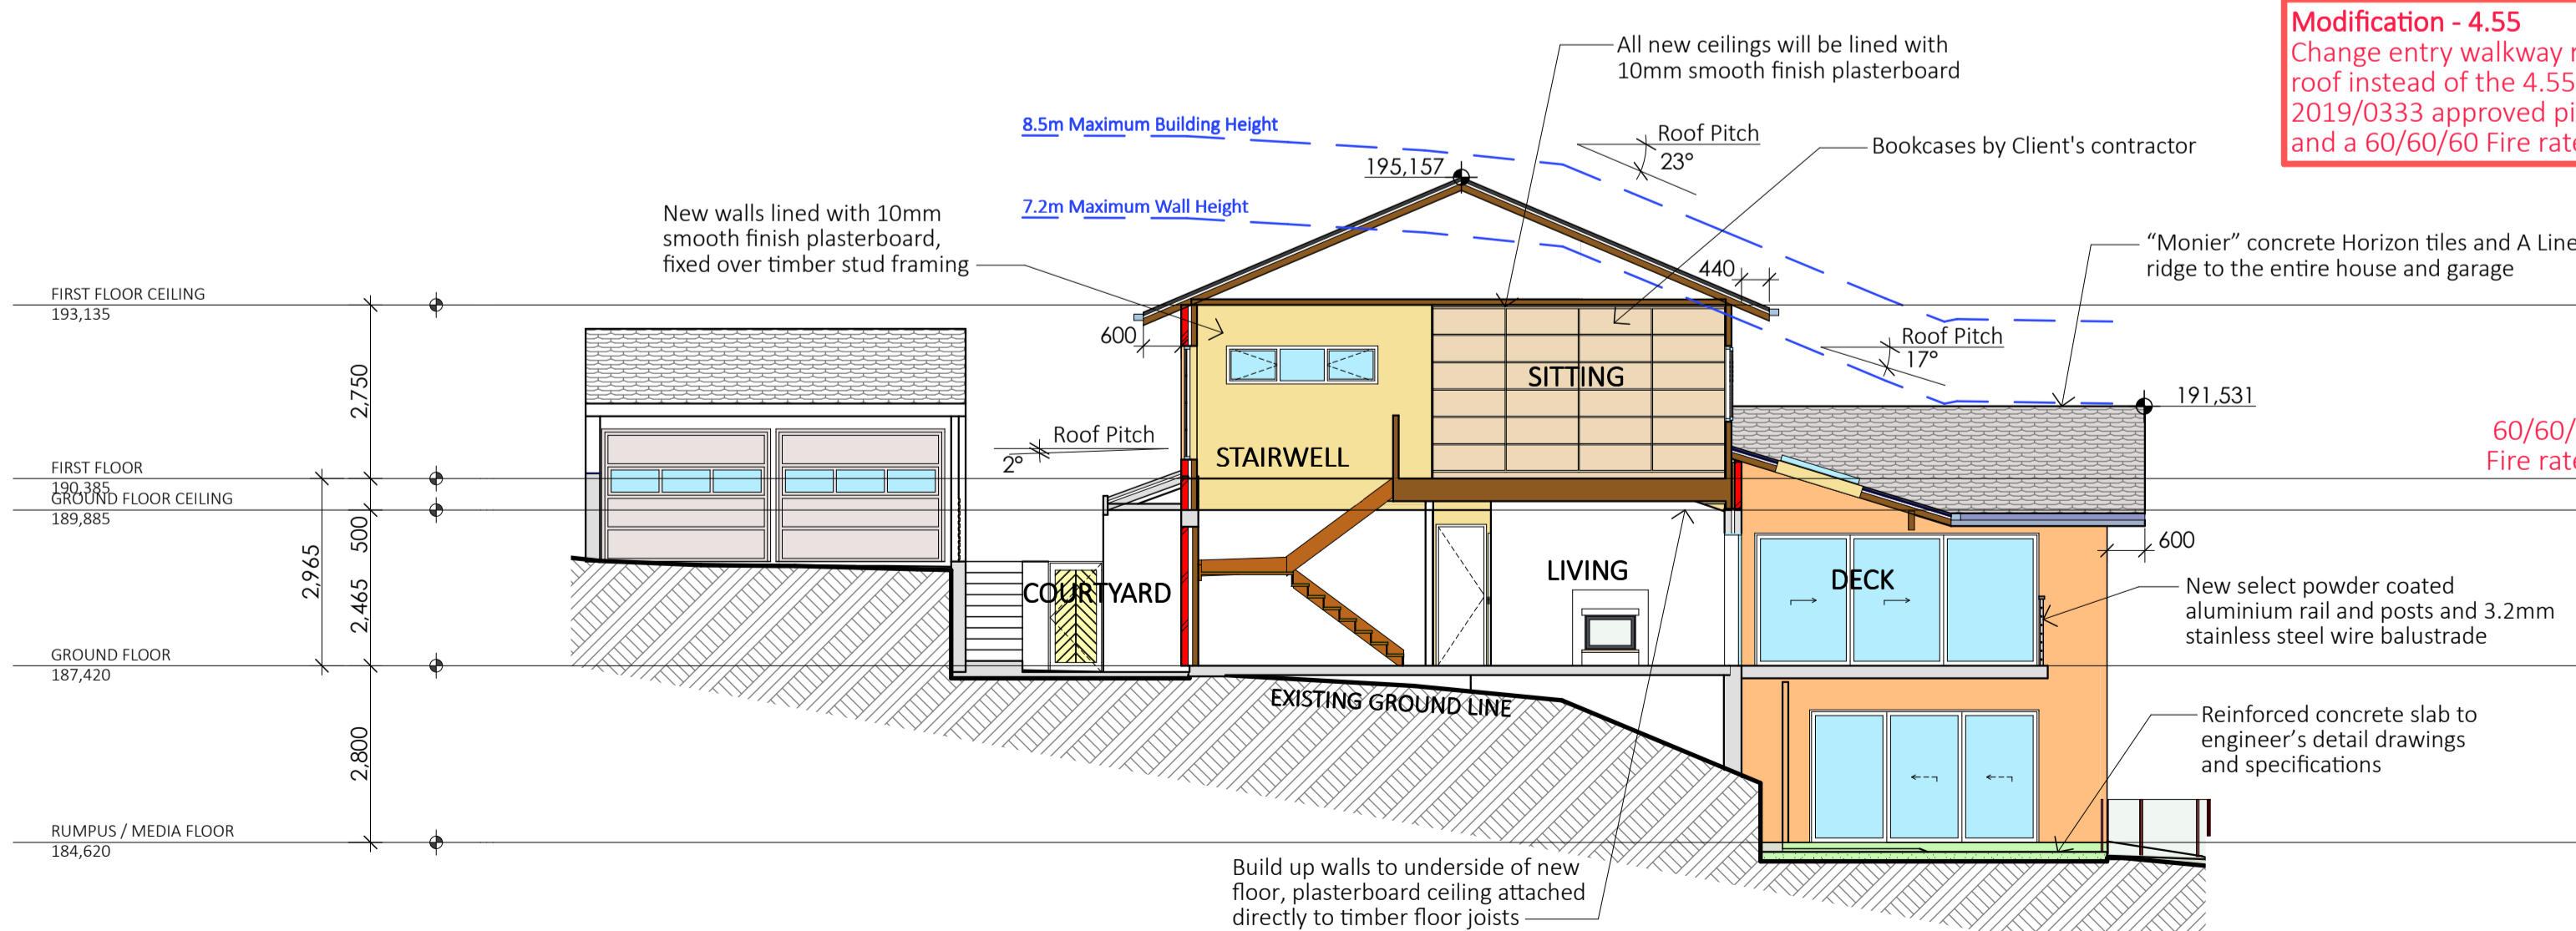 Modification - 4.55
Change entry walkway
roof instead of the 4.55
2019/0333 approved
and a 60/60/60 Fire
All new ceilings will be lined with
10mm smooth finish plasterboard
8.5m Maximum Building Height
Roof Pitch
23°
Bookcases by Client's contractor
195,157
7.2m Maximum Wall Height
New walls lined with 10mm
smooth finish plasterboard,
fixed over timber stud framing
“Monier” concrete Horizon tiles and A Line
ridge to the entire house and garage
440
FIRST FLOOR CEILING
193,135
600
Roof Pitch
17°
2,750
SITTING
191,531
Roof Pitch
2°
STAIRWELL
60/60/
Fire
FIRST FLOOR
190,385
GROUND FLOOR CEILING
189,885
500
2,965
2,465
600
COURTYARD
LIVING
DECK
New select powder coated
aluminium rail and posts and 3.2mm
stainless steel wire balustrade
GROUND FLOOR
187,420
EXISTING GROUND LINE
2,800
Reinforced concrete slab to
engineer’s detail drawings
and specifications
RUMPUS / MEDIA FLOOR
184,620
Build up walls to underside of new
floor, plasterboard ceiling attached
directly to timber floor joists